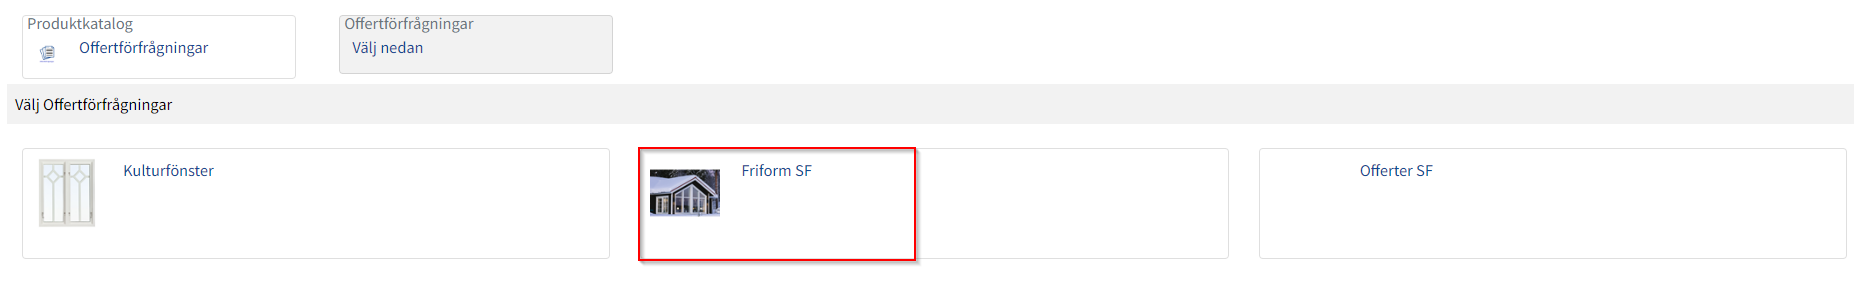 Produktkatalog
Offertförfrågningar
Offertförfrågningar
Välj nedan
Välj Offertförfrågningar
Kulturfönster
Friform SF
Offerter SF